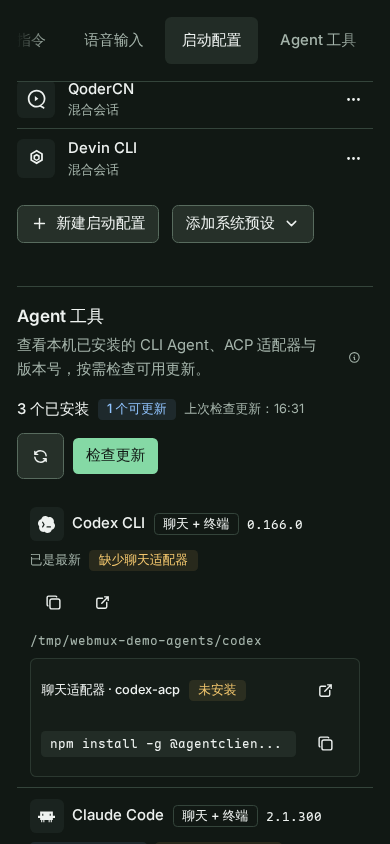 指令
语音输入
启动配置
Agent 工具
QoderCN
混合会话
Devin CLI
混合会话
新建启动配置
添加系统预设
Agent 工具
查看本机已安装的 CLI Agent、ACP 适配器与
版本号，按需检查可用更新。
3 个已安装 1 个可更新 上次检查更新：16:31
检查更新
Codex CLI 聊天 + 终端 0.166.0
已是最新 缺少聊天适配器
/tmp/webmux-demo-agents/codex
聊天适配器 · codex-acp 未安装
npm install -g @agentclien...
Claude Code 聊天 + 终端 2.1.300